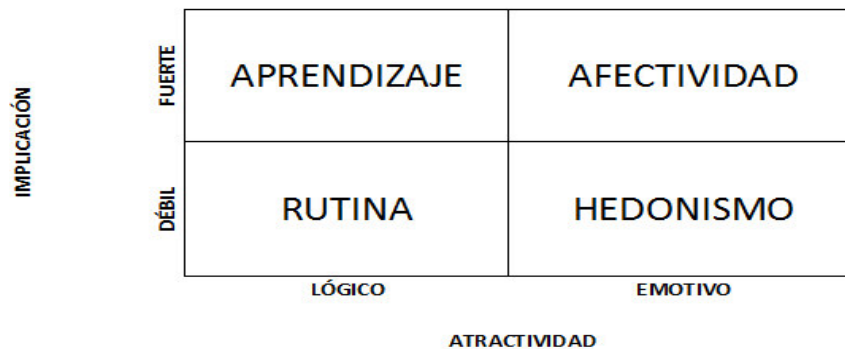 IMPLICACIÓN
FUERTE
APRENDIZAJE
AFECTIVIDAD
DÉBIL
RUTINA
HEDONISMO
LÓGICO
EMOTIVO
ATRACTIVIDAD